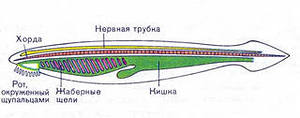 Нервная трубка
Хорда
Рот,
окруженный
щупальцами
Жаберные
щели
Кишка